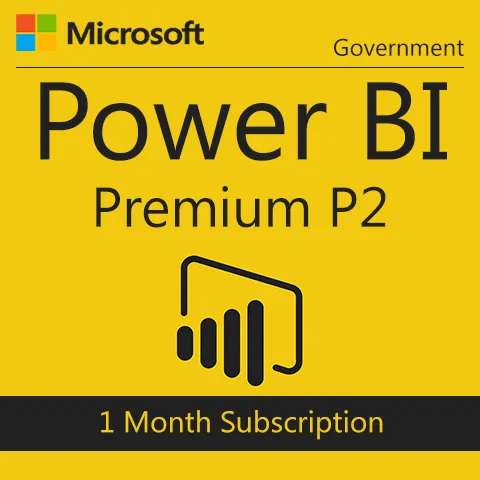 Microsoft
Government
Power BI
Premium P2
1 Month Subscription